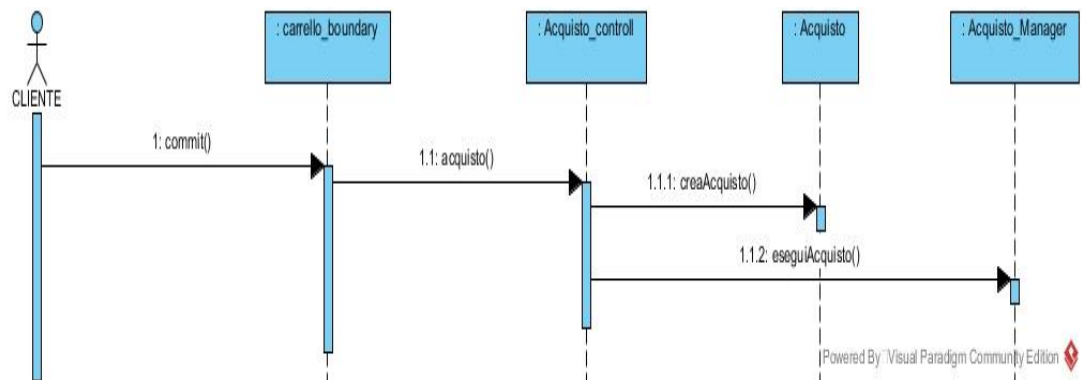 : carrello_boundary
: Acquisto_controll
: Acquisto
: Acquisto_Manager
CLIENTE
1: commit()
1.1: acquisto()
1.1.1: creaAcquisto()
1.1.2: eseguiAcquisto()
Powered By Visual Paradigm Community Edition